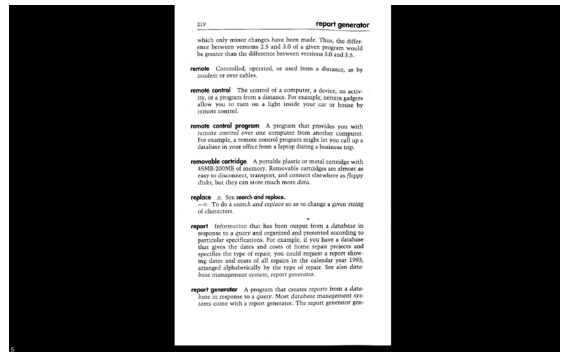 219 report generator
which only minor changes have been made. Thus, the differ-
ence between versions 2.5 and 3.0 of a given program would
be greater than the difference between versions 3.0 and 3.5.
remote Controlled, operated, or used from a distance, as by
modem or over cables.
remote control The control of a computer, a device, an activ-
ity, or a program from a distance. For example, certain gadgets
allow you to turn on a light inside your car or house by
remote control.
remote control program A program that provides you with
remote control over one computer from another computer.
For example, a remote control program might let you call up a
database in your office from a laptop during a business trip.
removable cartridge A portable plastic or metal cartridge with
45MB-200MB of memory. Removable cartridges are almost as
easy to disconnect, transport, and connect elsewhere as floppy
disks, but they can store much more data.
replace n. See search and replace.
—v. To do a search and replace so as to change a given string
of characters.
report Information that has been output from a database in
response to a query and organized and presented according to
particular specifications. For example, if you have a database
that gives the dates and costs of home repair projects and
specifies the type of repair, you could request a report show-
ing dates and costs of all repairs in the calendar year 1993,
arranged alphabetically by the type of repair. See also data-
base management system, report generator.
report generator A program that creates reports from a data-
base in response to a query. Most database management sys-
tems come with a report generator. The report generator gen-